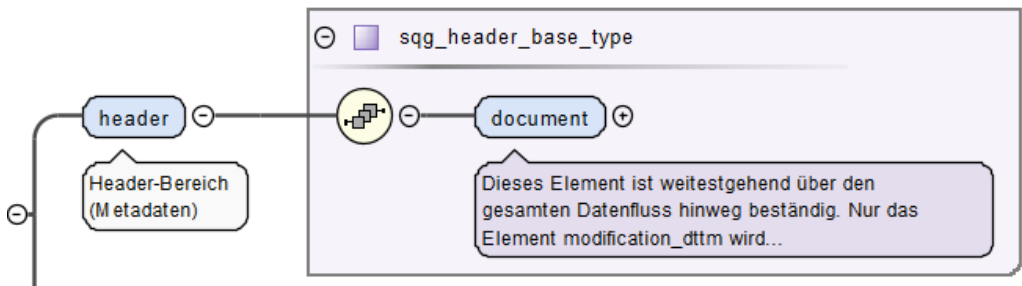 sqg_header_base_type
header
document
Header-Bereich
(Metadaten)
Dieses Element ist weitestgehend über den
gesamten Datenfluss hinweg beständig. Nur das
Element modification_dttm wird...